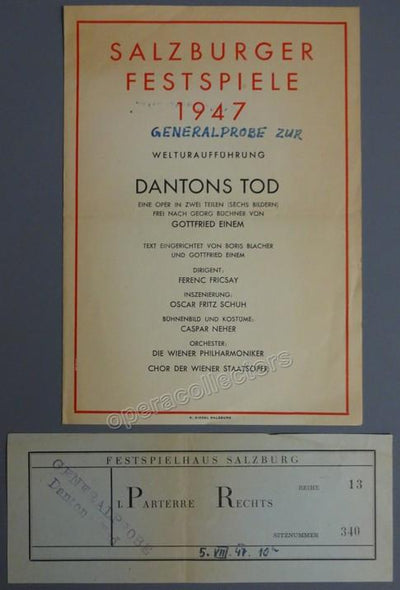 SALZBURGER
FESTSPIELE
1947
GENERALPROBE ZUR
WELTURAUFFÜHRUNG
DANTONS TOD
EINE OPER IN ZWEI TEILEN (SECHS BILDERN)
FREI NACH GEORG BÜCHNER VON
GOTTFRIED EINEM
TEXT EINGERICHTET VON BORIS BLACHER
UND GOTTFRIED EINEM
DIRIGENT:
FERENC FRICSAY
INSZENIERUNG:
OSCAR FRITZ SCHUH
BÜHNENBILD UND KOSTÜME:
CASPAR NEHER
ORCHESTER:
DIE WIENER PHILHARMONIKER
CHOR DER WIENER STAATSOPER
operacollectors
FESTSPIELHAUS SALZBURG
GENERALPROBE
Danton
I. PARTERRE RECHTS
REIHE 13
SITZNUMMER 340
5. VIII. 47. 10